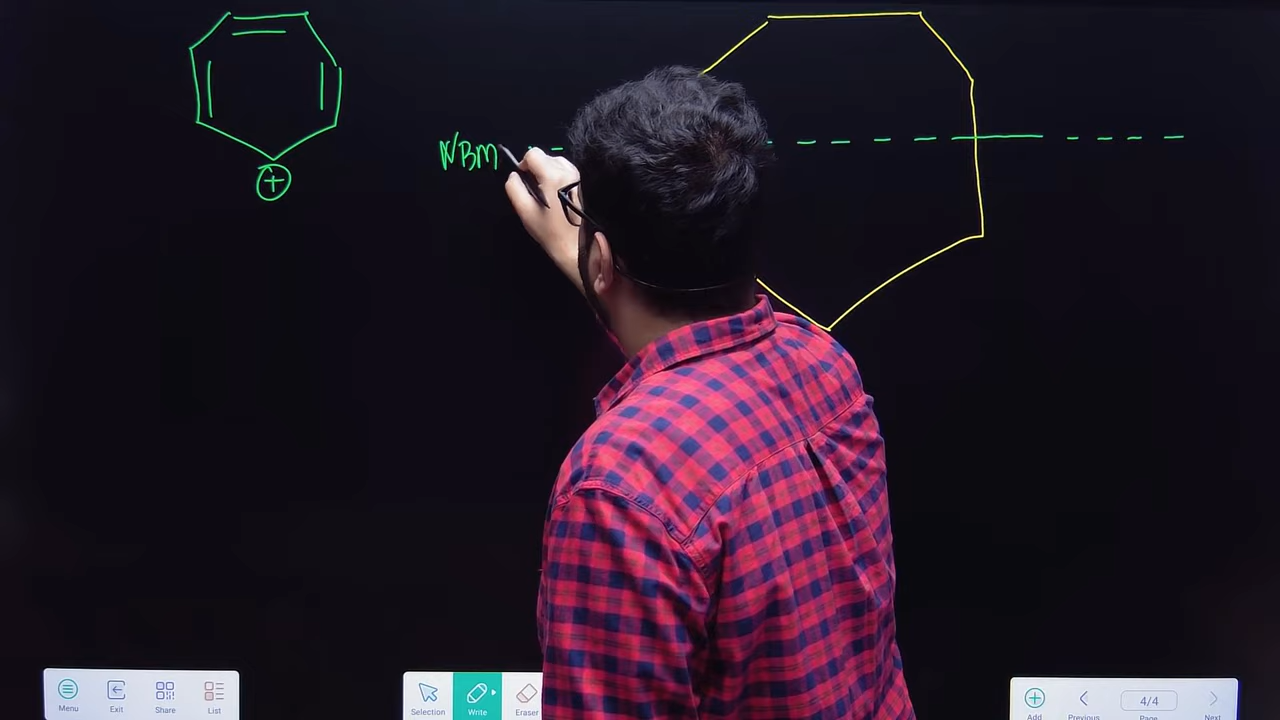 +
NBM
Menu
Exit
Share
List
Selection
Write
Eraser
Add
Previous
4/4
Page
Next